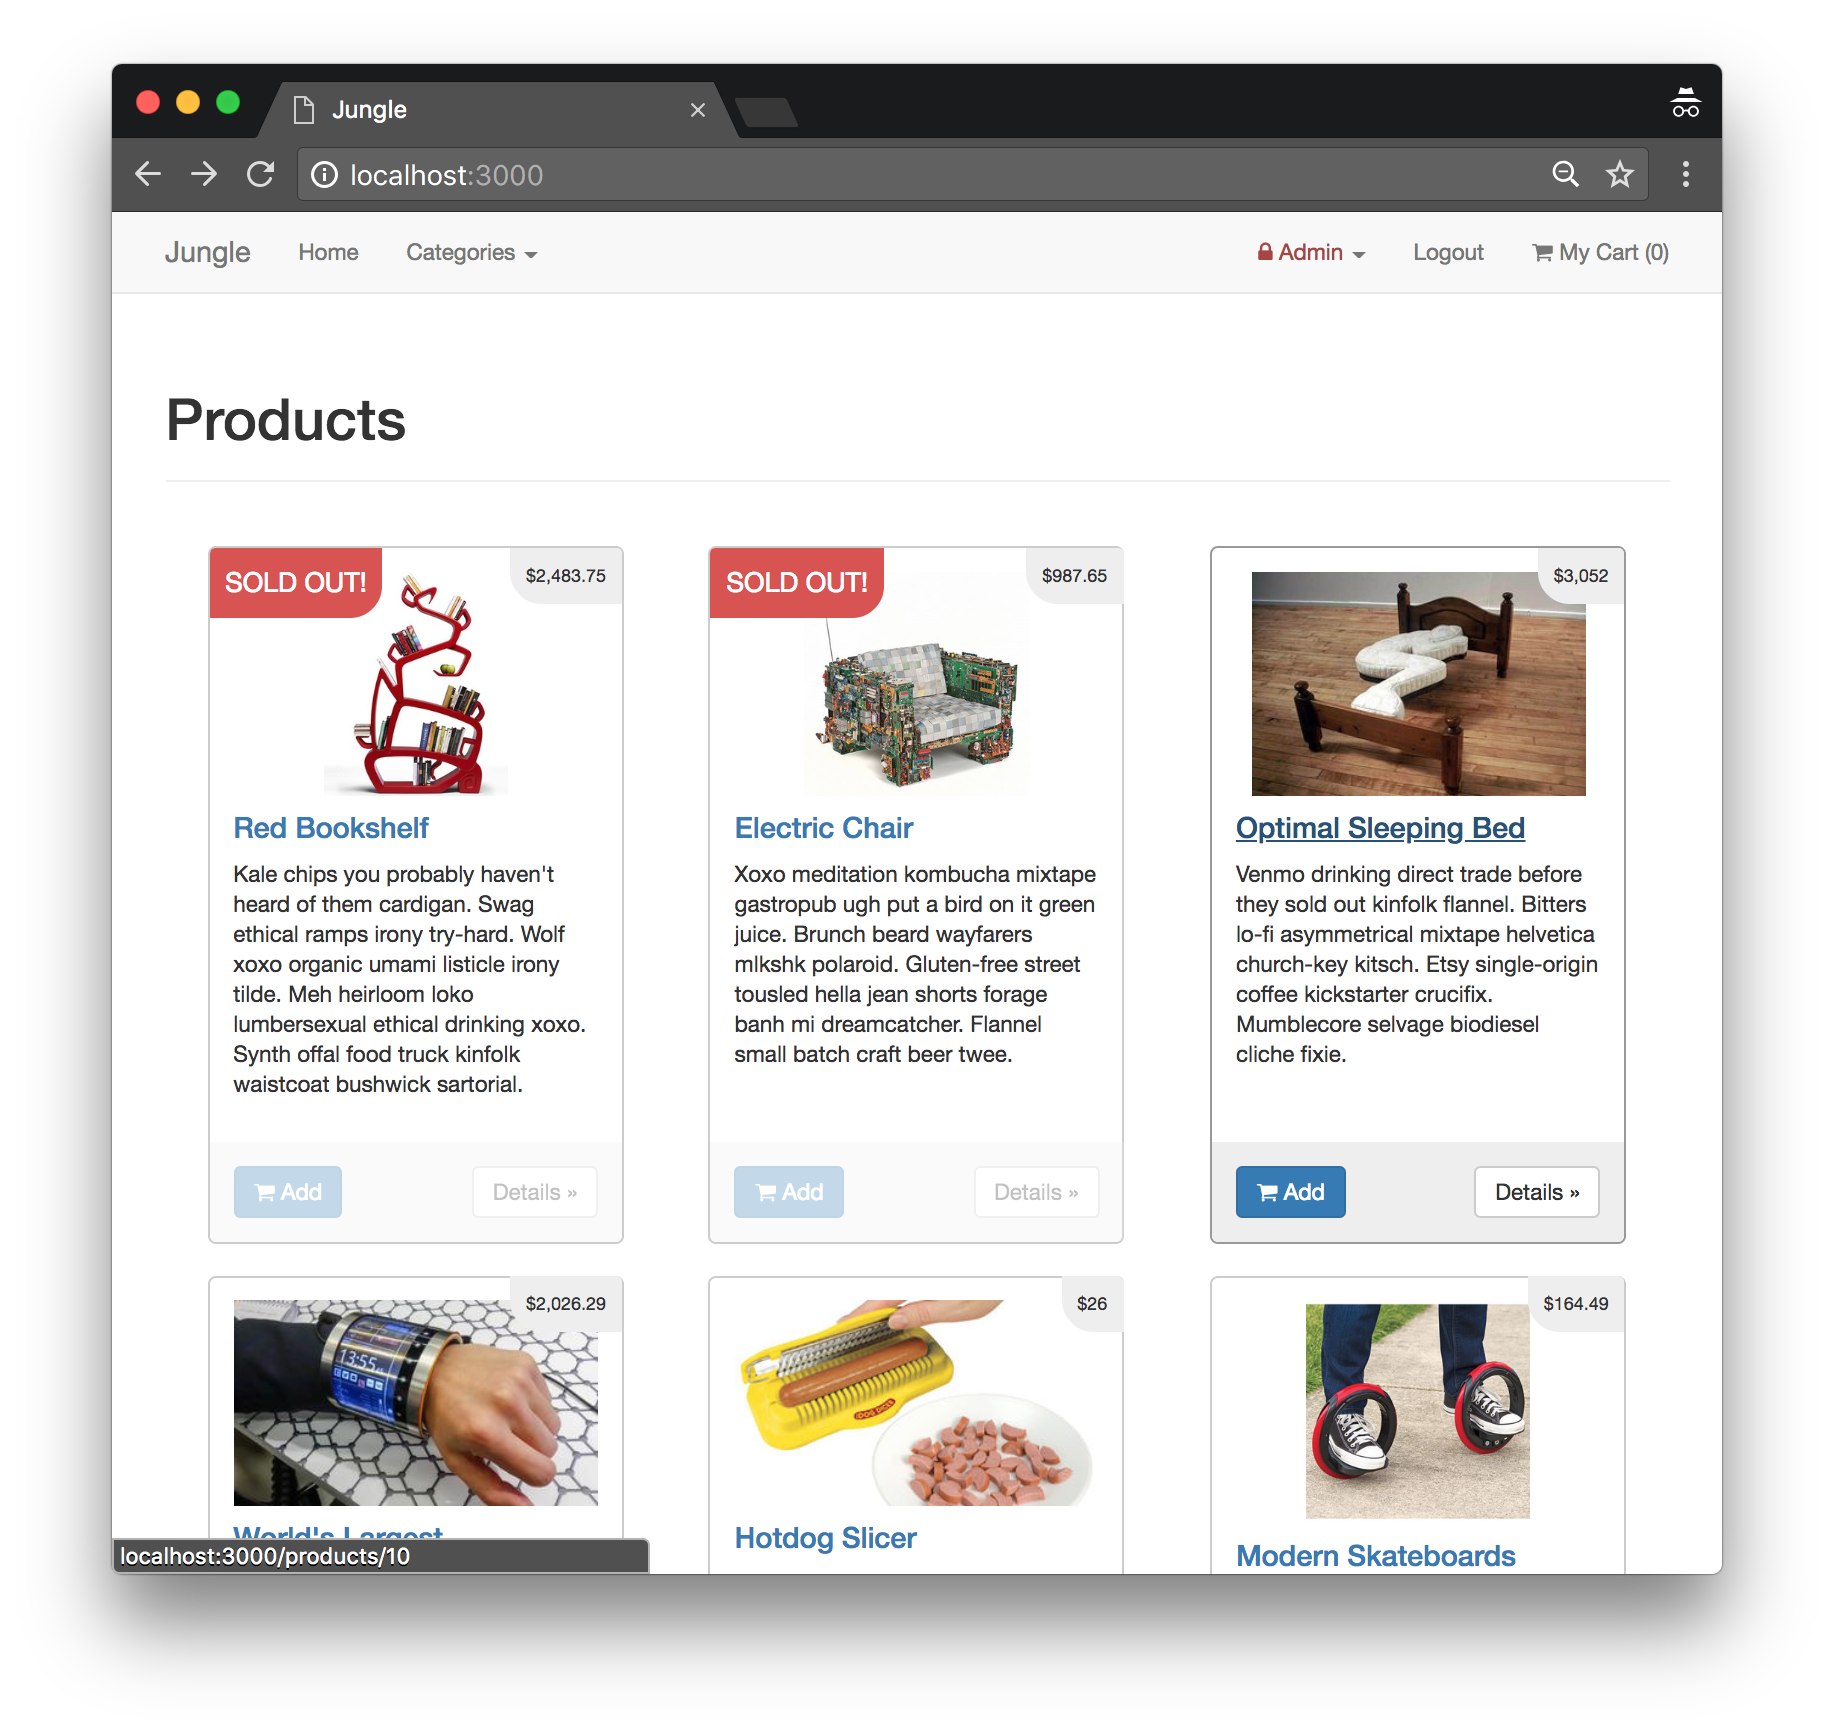 Jungle
localhost:3000
Jungle Home Categories Admin Logout My Cart (0)
Products
SOLD OUT! $2,483.75
Red Bookshelf
Kale chips you probably haven't
heard of them cardigan. Swag
ethical ramps irony try-hard. Wolf
xoxo organic umami listicle irony
tilde. Meh heirloom loko
lumbersexual ethical drinking xoxo.
Synth offal food truck kinfolk
waistcoat bushwick sartorial.
Add Details »
SOLD OUT! $987.65
Electric Chair
Xoxo meditation kombucha mixtape
gastropub ugh put a bird on it green
juice. Brunch beard wayfarers
mlkshk polaroid. Gluten-free street
tousled hella jean shorts forage
banh mi dreamcatcher. Flannel
small batch craft beer twee.
Add Details »
$3,052
Optimal Sleeping Bed
Venmo drinking direct trade before
they sold out kinfolk flannel. Bitters
lo-fi asymmetrical mixtape helvetica
church-key kitsch. Etsy single-origin
coffee kickstarter crucifix.
Mumblecore selvage biodiesel
cliche fixie.
Add Details »
$2,026.29
13:55
World's Largest
$26
Hotdog Slicer
$164.49
Modern Skateboards
localhost:3000/products/10